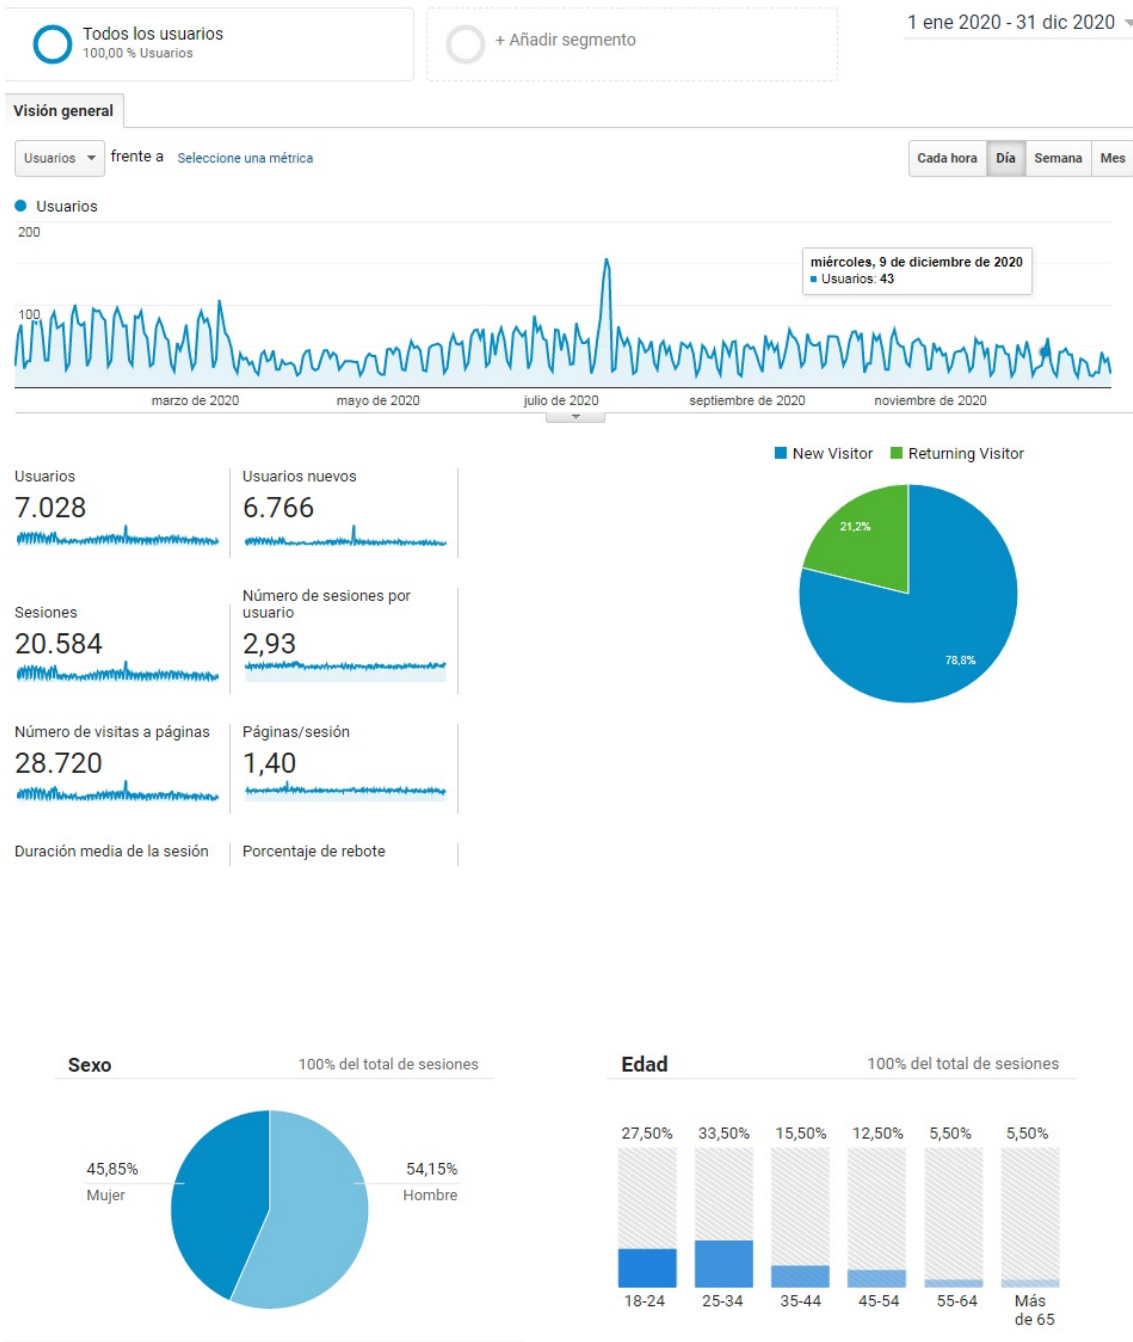 Todos los usuarios
100,00 % Usuarios
+ Añadir segmento
1 ene 2020 - 31 dic 2020
Visión general
Usuarios frente a Seleccione una métrica
Cada hora Día Semana Mes
Usuarios
200
100
miércoles, 9 de diciembre de 2020
Usuarios: 43
marzo de 2020 mayo de 2020 julio de 2020 septiembre de 2020 noviembre de 2020
New Visitor Returning Visitor
21,2%
78,8%
Usuarios
7.028
Usuarios nuevos
6.766
Sesiones
20.584
Número de sesiones por
usuario
2,93
Número de visitas a páginas
28.720
Páginas/sesión
1,40
Duración media de la sesión
Porcentaje de rebote
Sexo 100% del total de sesiones
45,85%
Mujer
54,15%
Hombre
Edad 100% del total de sesiones
27,50% 33,50% 15,50% 12,50% 5,50% 5,50%
18-24 25-34 35-44 45-54 55-64 Más
de 65